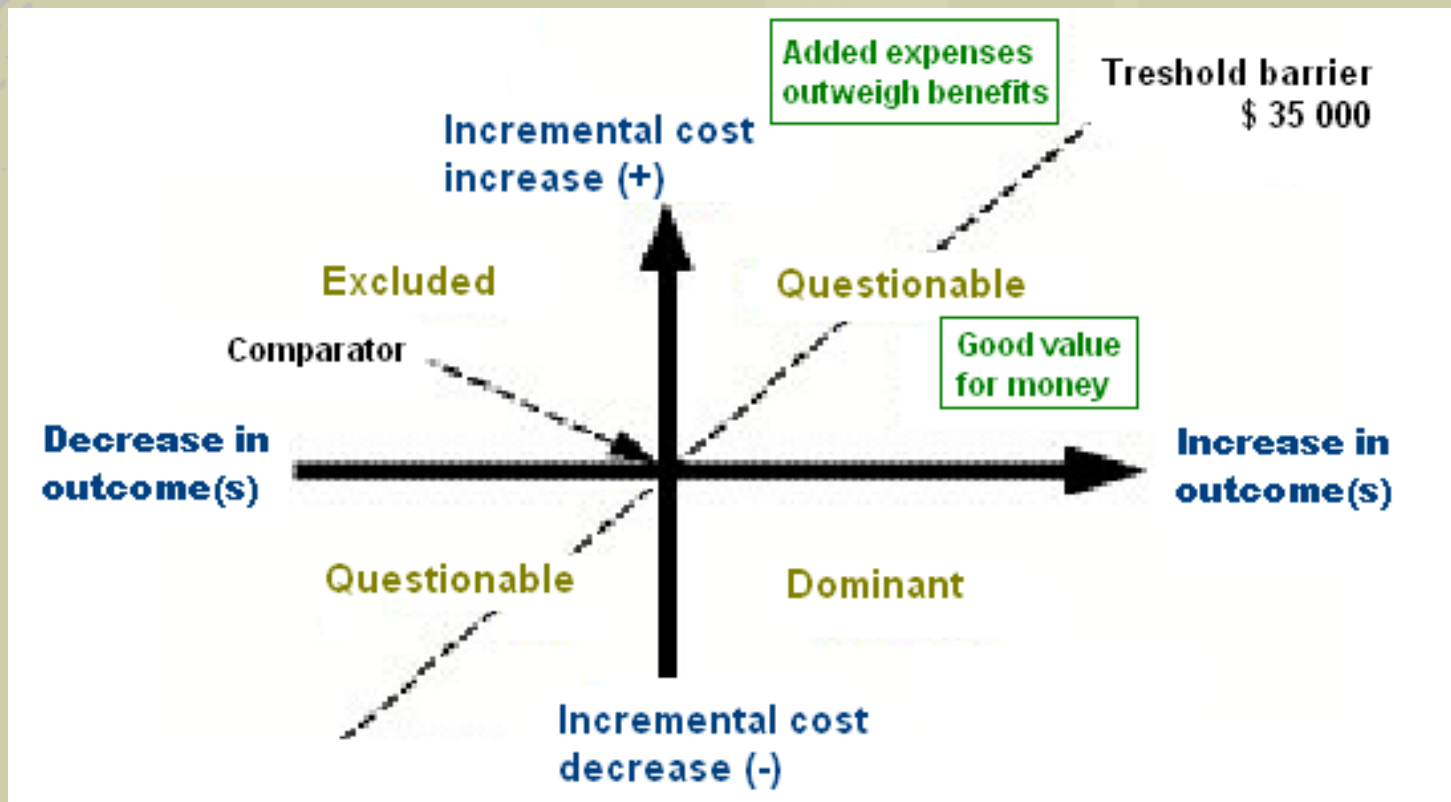 Added expenses
outweigh benefits
Treshold barrier
$ 35 000
Incremental cost
increase (+)
Excluded
Questionable
Comparator
Good value
for money
Decrease in
outcome(s)
Increase in
outcome(s)
Questionable
Dominant
Incremental cost
decrease (-)